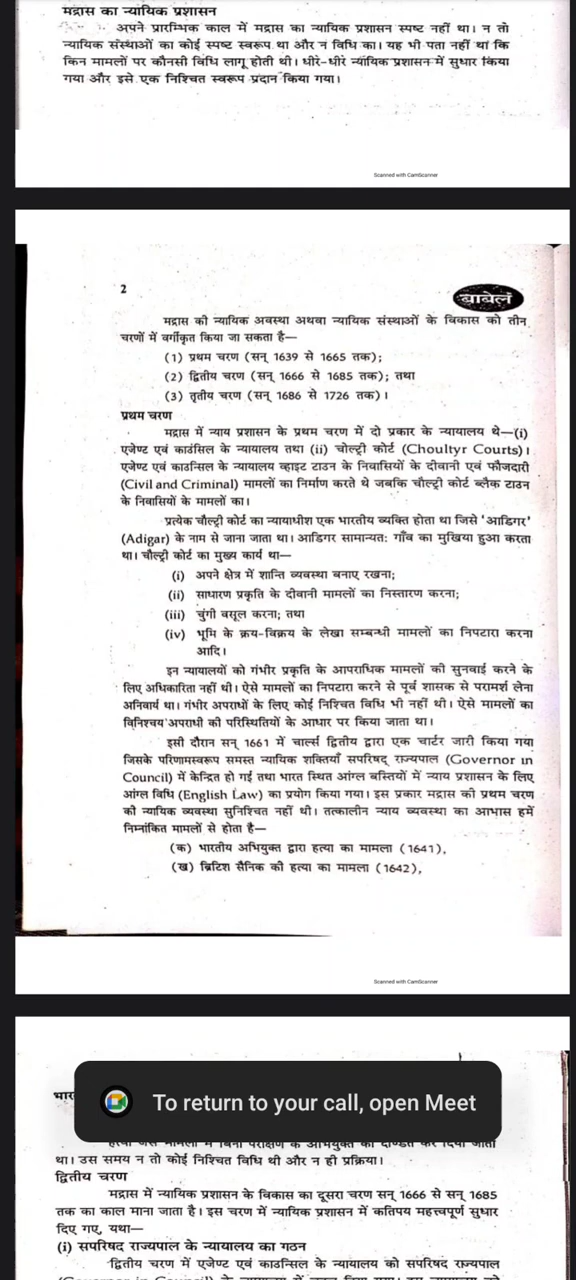 मद्रास का न्यायिक प्रशासन
अपने प्रारम्भिक काल में मद्रास का न्यायिक प्रशासन स्पष्ट नहीं था। न तो
न्यायिक संस्थाओं का कोई स्पष्ट स्वरूप था और न विधि का। यह भी पता नहीं था कि
किन मामलों पर कौनसी विधि लागू होती थी। धीरे-धीरे न्यायिक प्रशासन में सुधार किया
गया और इसे एक निश्चित स्वरूप प्रदान किया गया।
Scanned with CamScanner
2
बाबेल
मद्रास की न्यायिक अवस्था अथवा न्यायिक संस्थाओं के विकास को तीन
चरणों में वर्गीकृत किया जा सकता है—
(1) प्रथम चरण (सन् 1639 से 1665 तक);
(2) द्वितीय चरण (सन् 1666 से 1685 तक); तथा
(3) तृतीय चरण (सन् 1686 से 1726 तक)।
प्रथम चरण
मद्रास में न्याय प्रशासन के प्रथम चरण में दो प्रकार के न्यायालय थे—(i)
एजेण्ट एवं काउंसिल के न्यायालय तथा (ii) चोल्ट्री कोर्ट (Choultyr Courts)।
एजेण्ट एवं काउन्सिल के न्यायालय व्हाइट टाउन के निवासियों के दीवानी एवं फौजदारी
(Civil and Criminal) मामलों का निर्माण करते थे जबकि चौल्ट्री कोर्ट ब्लैक टाउन
के निवासियों के मामलों का।
प्रत्येक चौल्ट्री कोर्ट का न्यायाधीश एक भारतीय व्यक्ति होता था जिसे 'आडिगर'
(Adigar) के नाम से जाना जाता था। आडिगर सामान्यत: गाँव का मुखिया हुआ करता
था। चौल्ट्री कोर्ट का मुख्य कार्य था—
(i) अपने क्षेत्र में शान्ति व्यवस्था बनाए रखना;
(ii) साधारण प्रकृति के दीवानी मामलों का निस्तारण करना;
(iii) चुंगी वसूल करना; तथा
(iv) भूमि के क्रय-विक्रय के लेखा सम्बन्धी मामलों का निपटारा करना
आदि।
इन न्यायालयों को गंभीर प्रकृति के आपराधिक मामलों की सुनवाई करने के
लिए अधिकारिता नहीं थी। ऐसे मामलों का निपटारा करने से पूर्व शासक से परामर्श लेना
अनिवार्य था। गंभीर अपराधों के लिए कोई निश्चित विधि भी नहीं थी। ऐसे मामलों का
विनिश्चय अपराधी की परिस्थितियों के आधार पर किया जाता था।
इसी दौरान सन् 1661 में चार्ल्स द्वितीय द्वारा एक चार्टर जारी किया गया
जिसके परिणामस्वरूप समस्त न्यायिक शक्तियाँ सपरिषद् राज्यपाल (Governor in
Council) में केन्द्रित हो गई तथा भारत स्थित आंग्ल बस्तियों में न्याय प्रशासन के लिए
आंग्ल विधि (English Law) का प्रयोग किया गया। इस प्रकार मद्रास की प्रथम चरण
की न्यायिक व्यवस्था सुनिश्चित नहीं थी। तत्कालीन न्याय व्यवस्था का आभास हमें
निम्नांकित मामलों से होता है—
(क) भारतीय अभियुक्त द्वारा हत्या का मामला (1641),
(ख) ब्रिटिश सैनिक की हत्या का मामला (1642),
Scanned with CamScanner
To return to your call, open Meet
था। उस समय न तो कोई निश्चित विधि थी और न ही प्रक्रिया।
द्वितीय चरण
मद्रास में न्यायिक प्रशासन के विकास का दूसरा चरण सन् 1666 से सन् 1685
तक का काल माना जाता है। इस चरण में न्यायिक प्रशासन में कतिपय महत्त्वपूर्ण सुधार
दिए गए, यथा—
(i) सपरिषद राज्यपाल के न्यायालय का गठन
द्वितीय चरण में एजेण्ट एवं काउन्सिल के न्यायालय को सपरिषद राज्यपाल